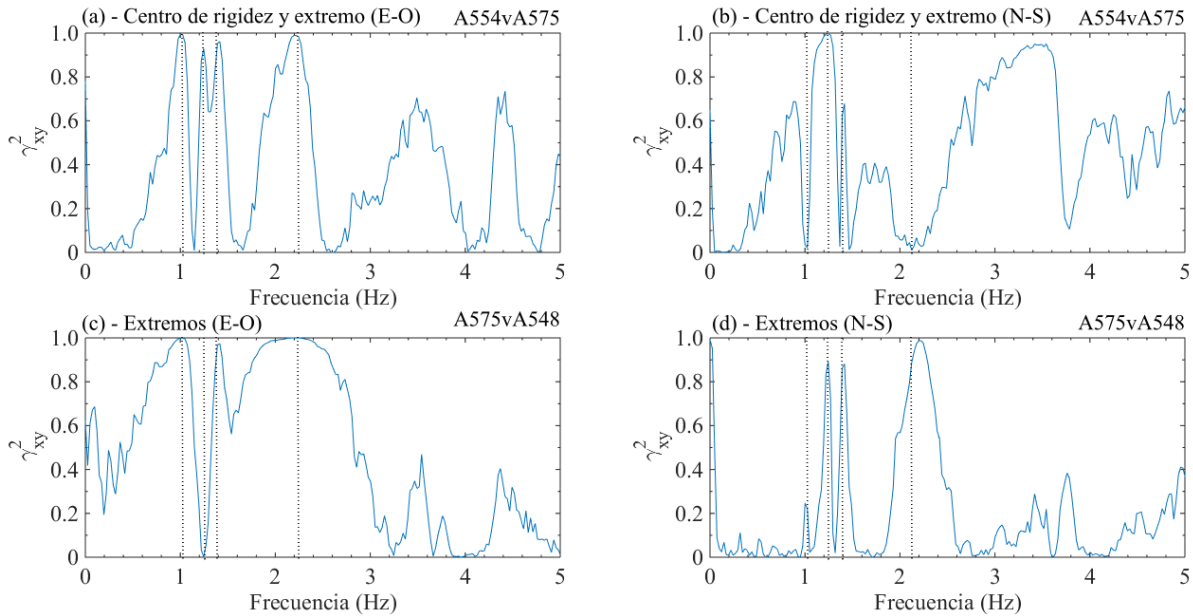 (a) - Centro de rigidez y extremo (E-O) A554vA575
1.0
0.8
0.6
0.4
0.2
0
γ²xy
0 1 2 3 4 5
Frecuencia (Hz)
(b) - Centro de rigidez y extremo (N-S) A554vA575
1.0
0.8
0.6
0.4
0.2
0
γ²xy
0 1 2 3 4 5
Frecuencia (Hz)
(c) - Extremos (E-O) A575vA548
1.0
0.8
0.6
0.4
0.2
0
γ²xy
0 1 2 3 4 5
Frecuencia (Hz)
(d) - Extremos (N-S) A575vA548
1.0
0.8
0.6
0.4
0.2
0
γ²xy
0 1 2 3 4 5
Frecuencia (Hz)